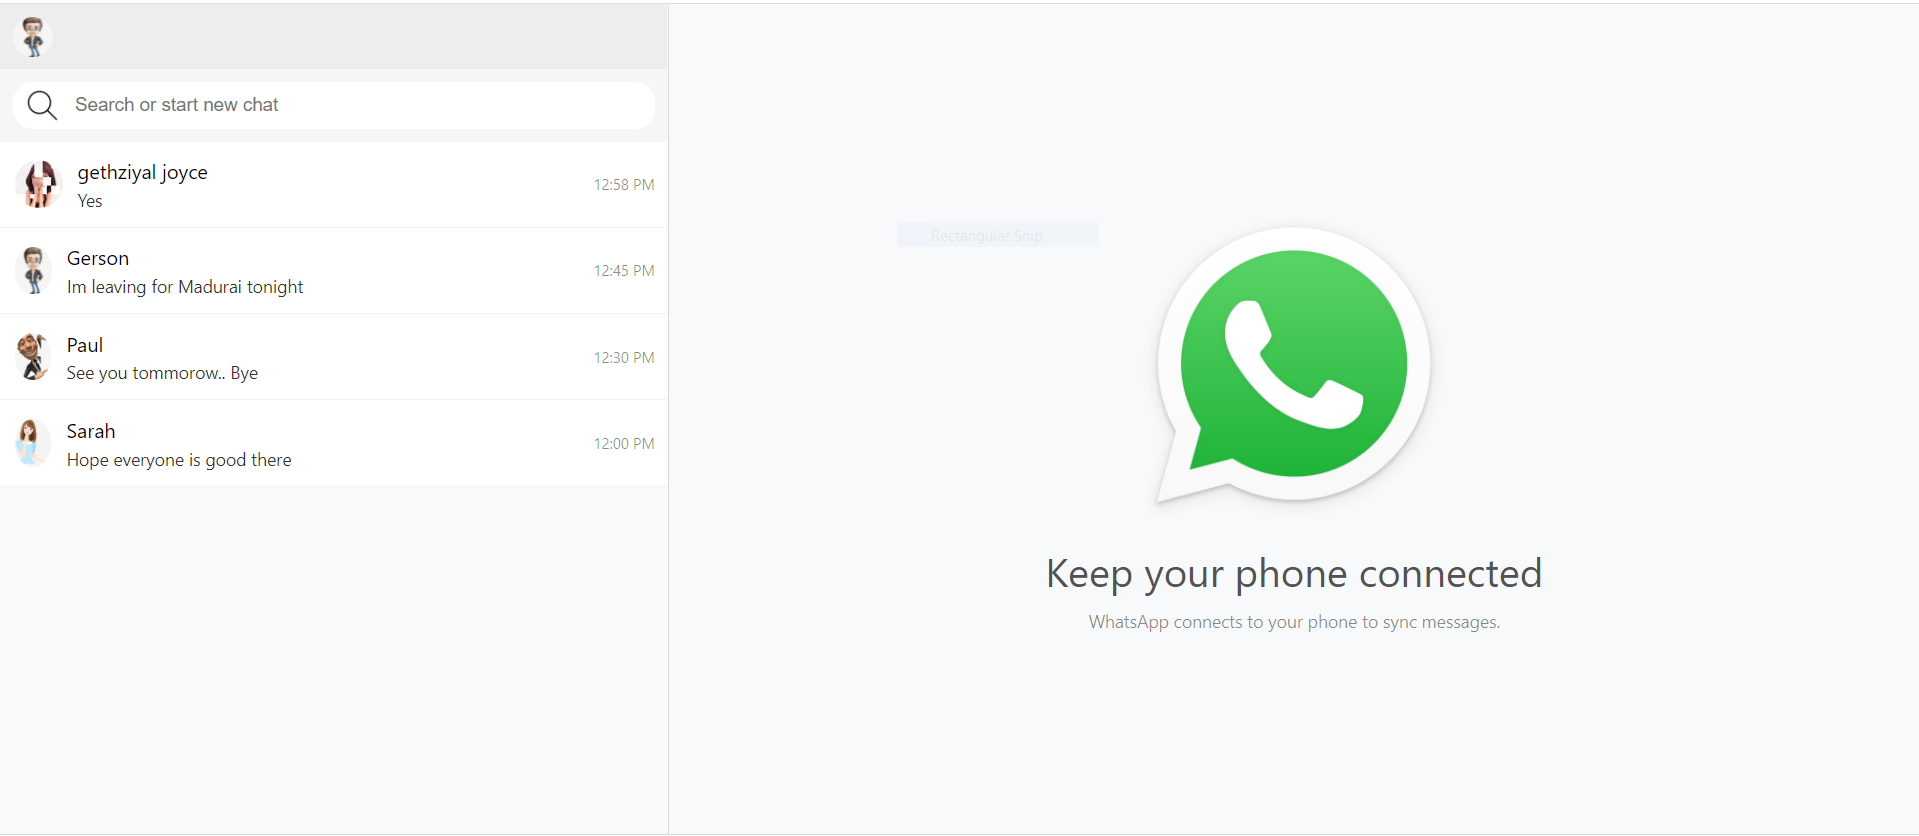 Search or start new chat
gethziyal joyce
12:58 PM
Yes
Gerson
12:45 PM
Im leaving for Madurai tonight
Paul
12:30 PM
See you tommorow.. Bye
Sarah
12:00 PM
Hope everyone is good there
Rectangular Snip
Keep your phone connected
WhatsApp connects to your phone to sync messages.